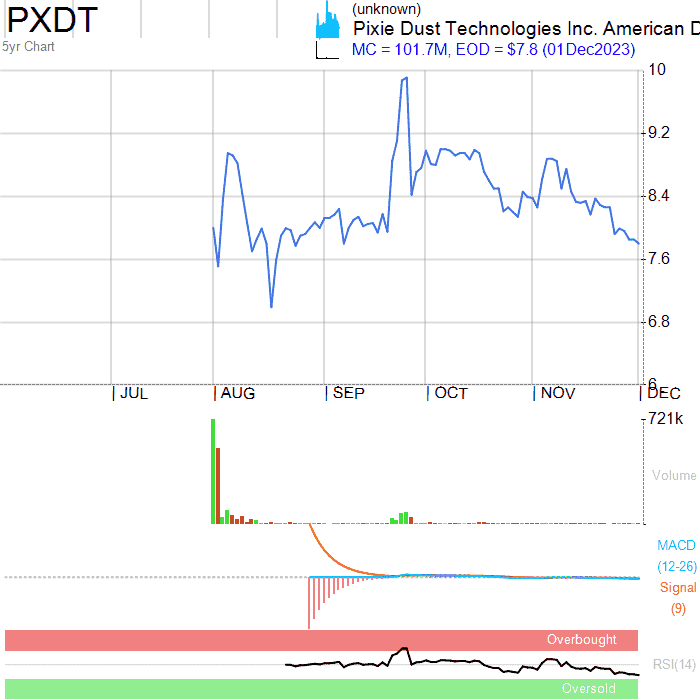 PXDT
5yr Chart
(unknown)
Pixie Dust Technologies Inc. American D
MC = 101.7M, EOD = $7.8 (01Dec2023)
10
9.2
8.4
7.6
6.8
6
JUL AUG SEP OCT NOV DEC
721k
Volume
MACD
(12-26)
Signal
(9)
Overbought
RSI(14)
Oversold